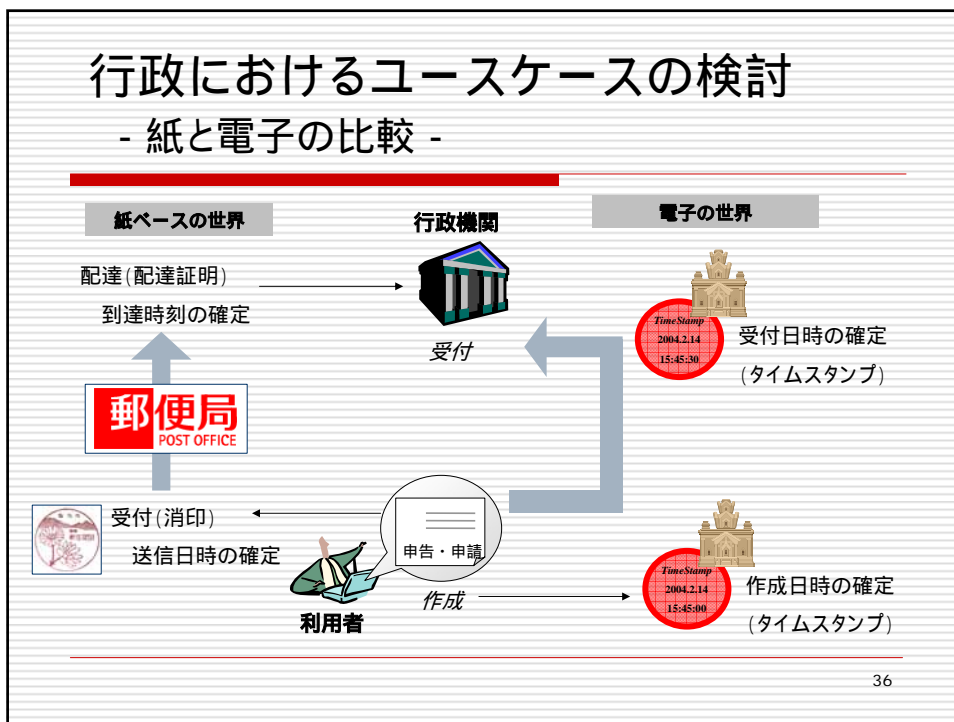 行政におけるユースケースの検討
- 紙と電子の比較 -
紙ベースの世界
行政機関
電子の世界
配達(配達証明)
到達時刻の確定
受付
TimeStamp
2004.2.14
15:45:30
受付日時の確定
(タイムスタンプ)
郵便局
POST OFFICE
受付(消印)
送信日時の確定
申告・申請
利用者
作成
TimeStamp
2004.2.14
15:45:00
作成日時の確定
(タイムスタンプ)
36